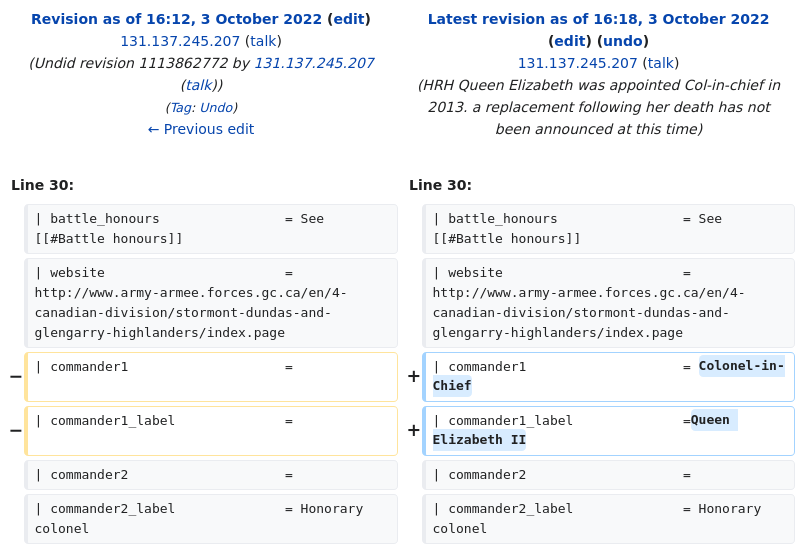 Revision as of 16:12, 3 October 2022 (edit)
131.137.245.207 (talk)
(Undid revision 1113862772 by 131.137.245.207
(talk))
(Tag: Undo)
← Previous edit
Latest revision as of 16:18, 3 October 2022
(edit) (undo)
131.137.245.207 (talk)
(HRH Queen Elizabeth was appointed Col-in-chief in
2013. a replacement following her death has not
been announced at this time)
Line 30:
| battle_honours                = See
[[#Battle honours]]
| website                       =
http://www.army-armee.forces.gc.ca/en/4-
canadian-division/stormont-dundas-and-
glengarry-highlanders/index.page
− | commander1                    =
− | commander1_label              =
| commander2                    =
| commander2_label              = Honorary
colonel
Line 30:
| battle_honours                = See
[[#Battle honours]]
| website                       =
http://www.army-armee.forces.gc.ca/en/4-
canadian-division/stormont-dundas-and-
glengarry-highlanders/index.page
+ | commander1                    = Colonel-in-
Chief
+ | commander1_label              =Queen
Elizabeth II
| commander2                    =
| commander2_label              = Honorary
colonel